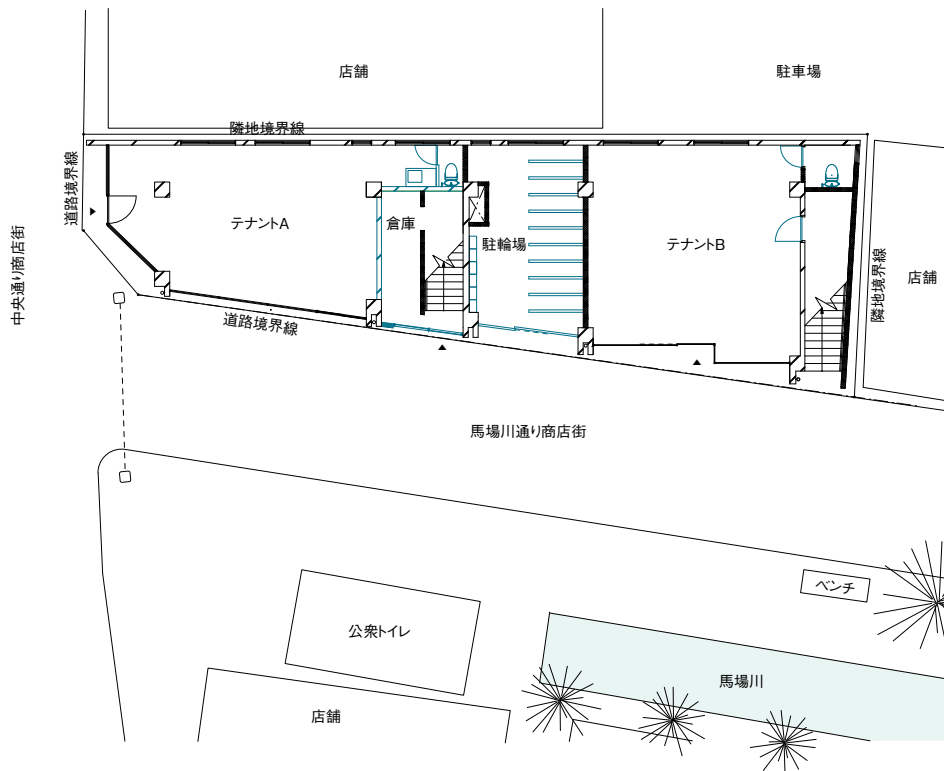 店舗
駐車場
隣地境界線
道路境界線
中央通り商店街
テナントA
倉庫
駐輪場
テナントB
隣地境界線
店舗
道路境界線
馬場川通り商店街
ベンチ
公衆トイレ
馬場川
店舗